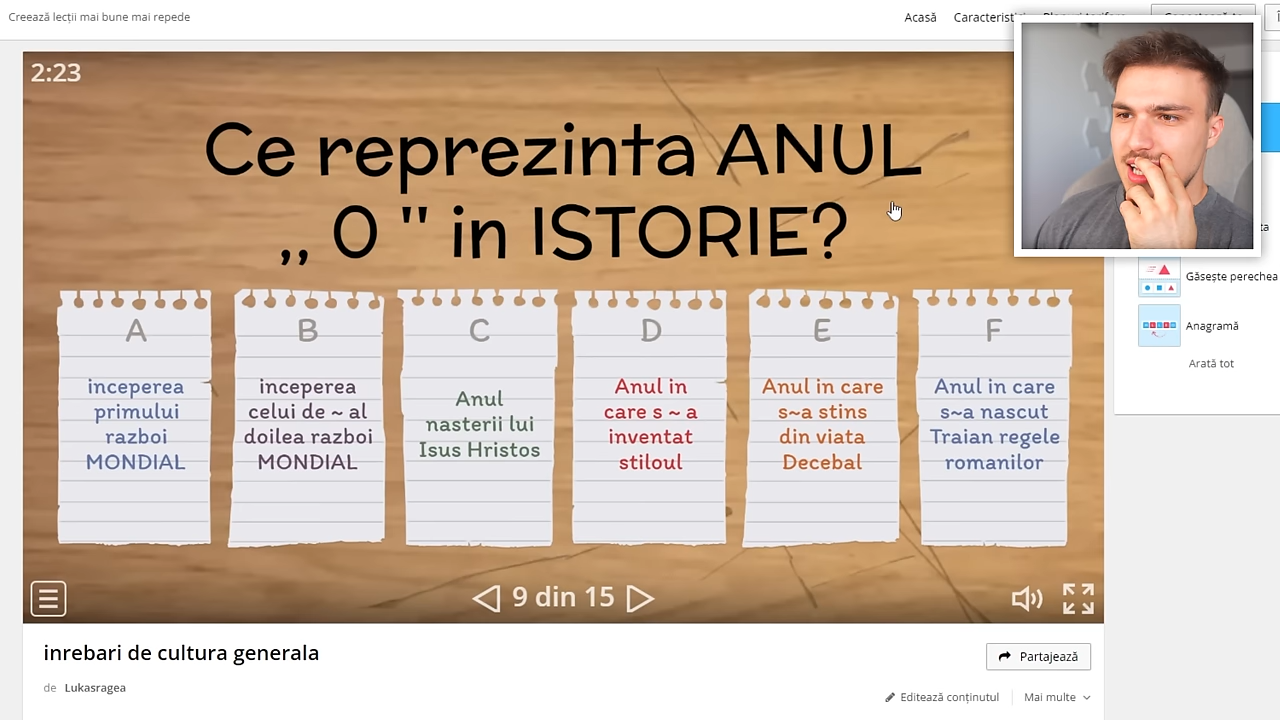 Creează lecții mai bune mai repede
Acasă
2:23
Ce reprezinta ANUL
,, 0 " in ISTORIE?
A
inceperea
primului
razboi
MONDIAL
B
inceperea
celui de ~ al
doilea razboi
MONDIAL
C
Anul
nasterii lui
Isus Hristos
D
Anul in
care s ~ a
inventat
stiloul
E
Anul in care
s~a stins
din viata
Decebal
F
Anul in care
s~a nascut
Traian regele
romanilor
9 din 15
Găsește perechea
Anagramă
Arată tot
inrebari de cultura generala
Partajează
de Lukasragea
Editează conținutul
Mai multe